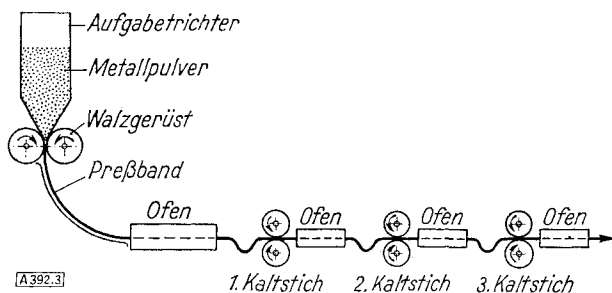 Aufgabetrichter
Metallpulver
Walzgerüst
Preßband
Ofen
Ofen
Ofen
Ofen
1. Kaltstich
2. Kaltstich
3. Kaltstich
A 392.3